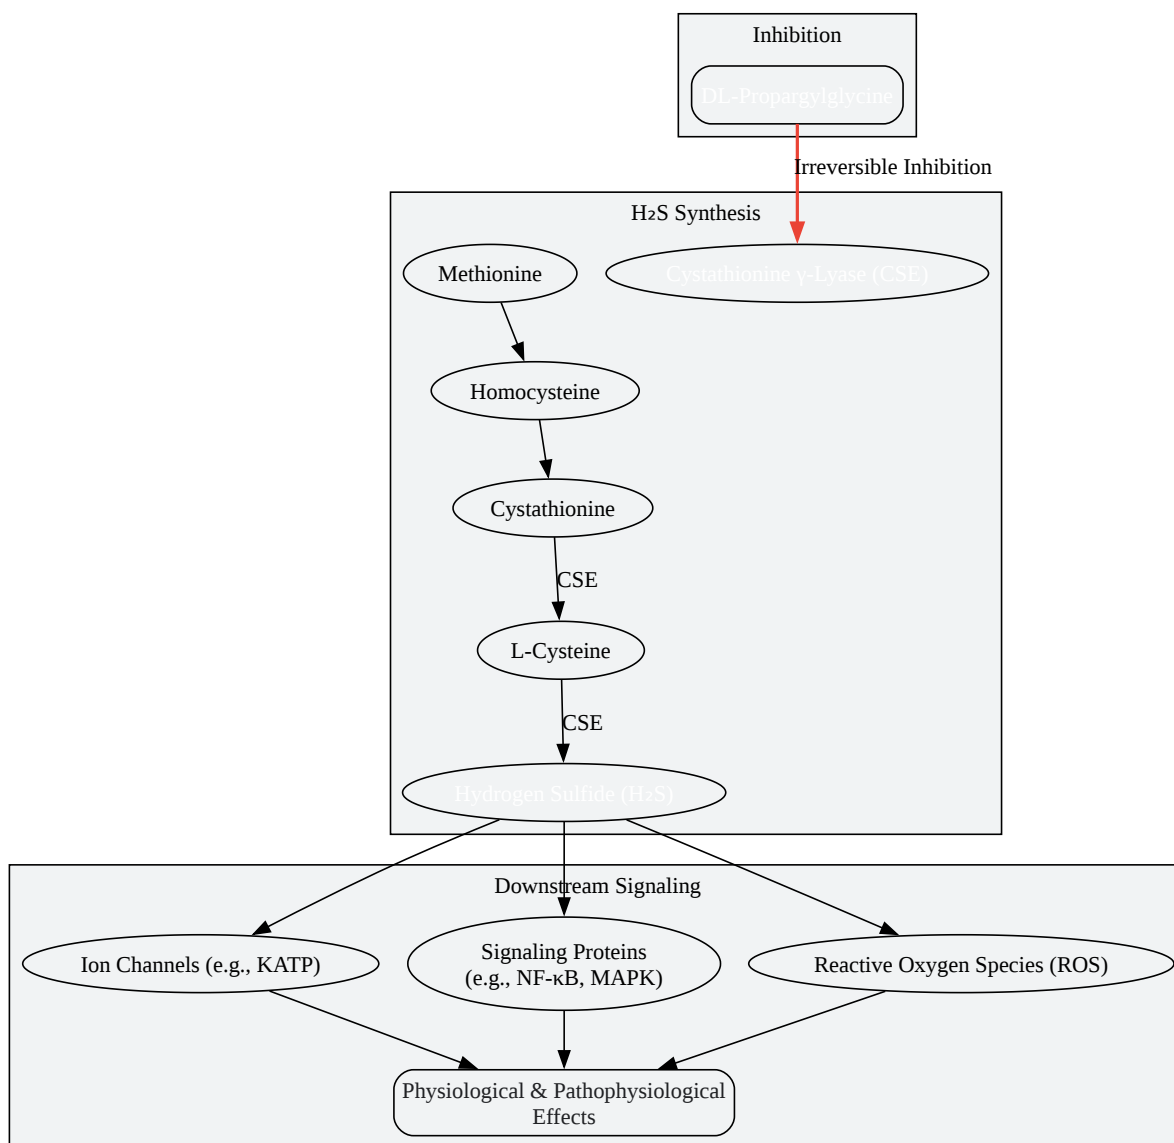 Inhibition
DL-Propargylglycine
Irreversible Inhibition
H₂S Synthesis
Methionine
Cystathionine γ-Lyase (CSE)
Homocysteine
Cystathionine
CSE
L-Cysteine
CSE
Hydrogen Sulfide (H₂S)
Downstream Signaling
Ion Channels (e.g., KATP)
Signaling Proteins
(e.g., NF-κB, MAPK)
Reactive Oxygen Species (ROS)
Physiological & Pathophysiological
Effects